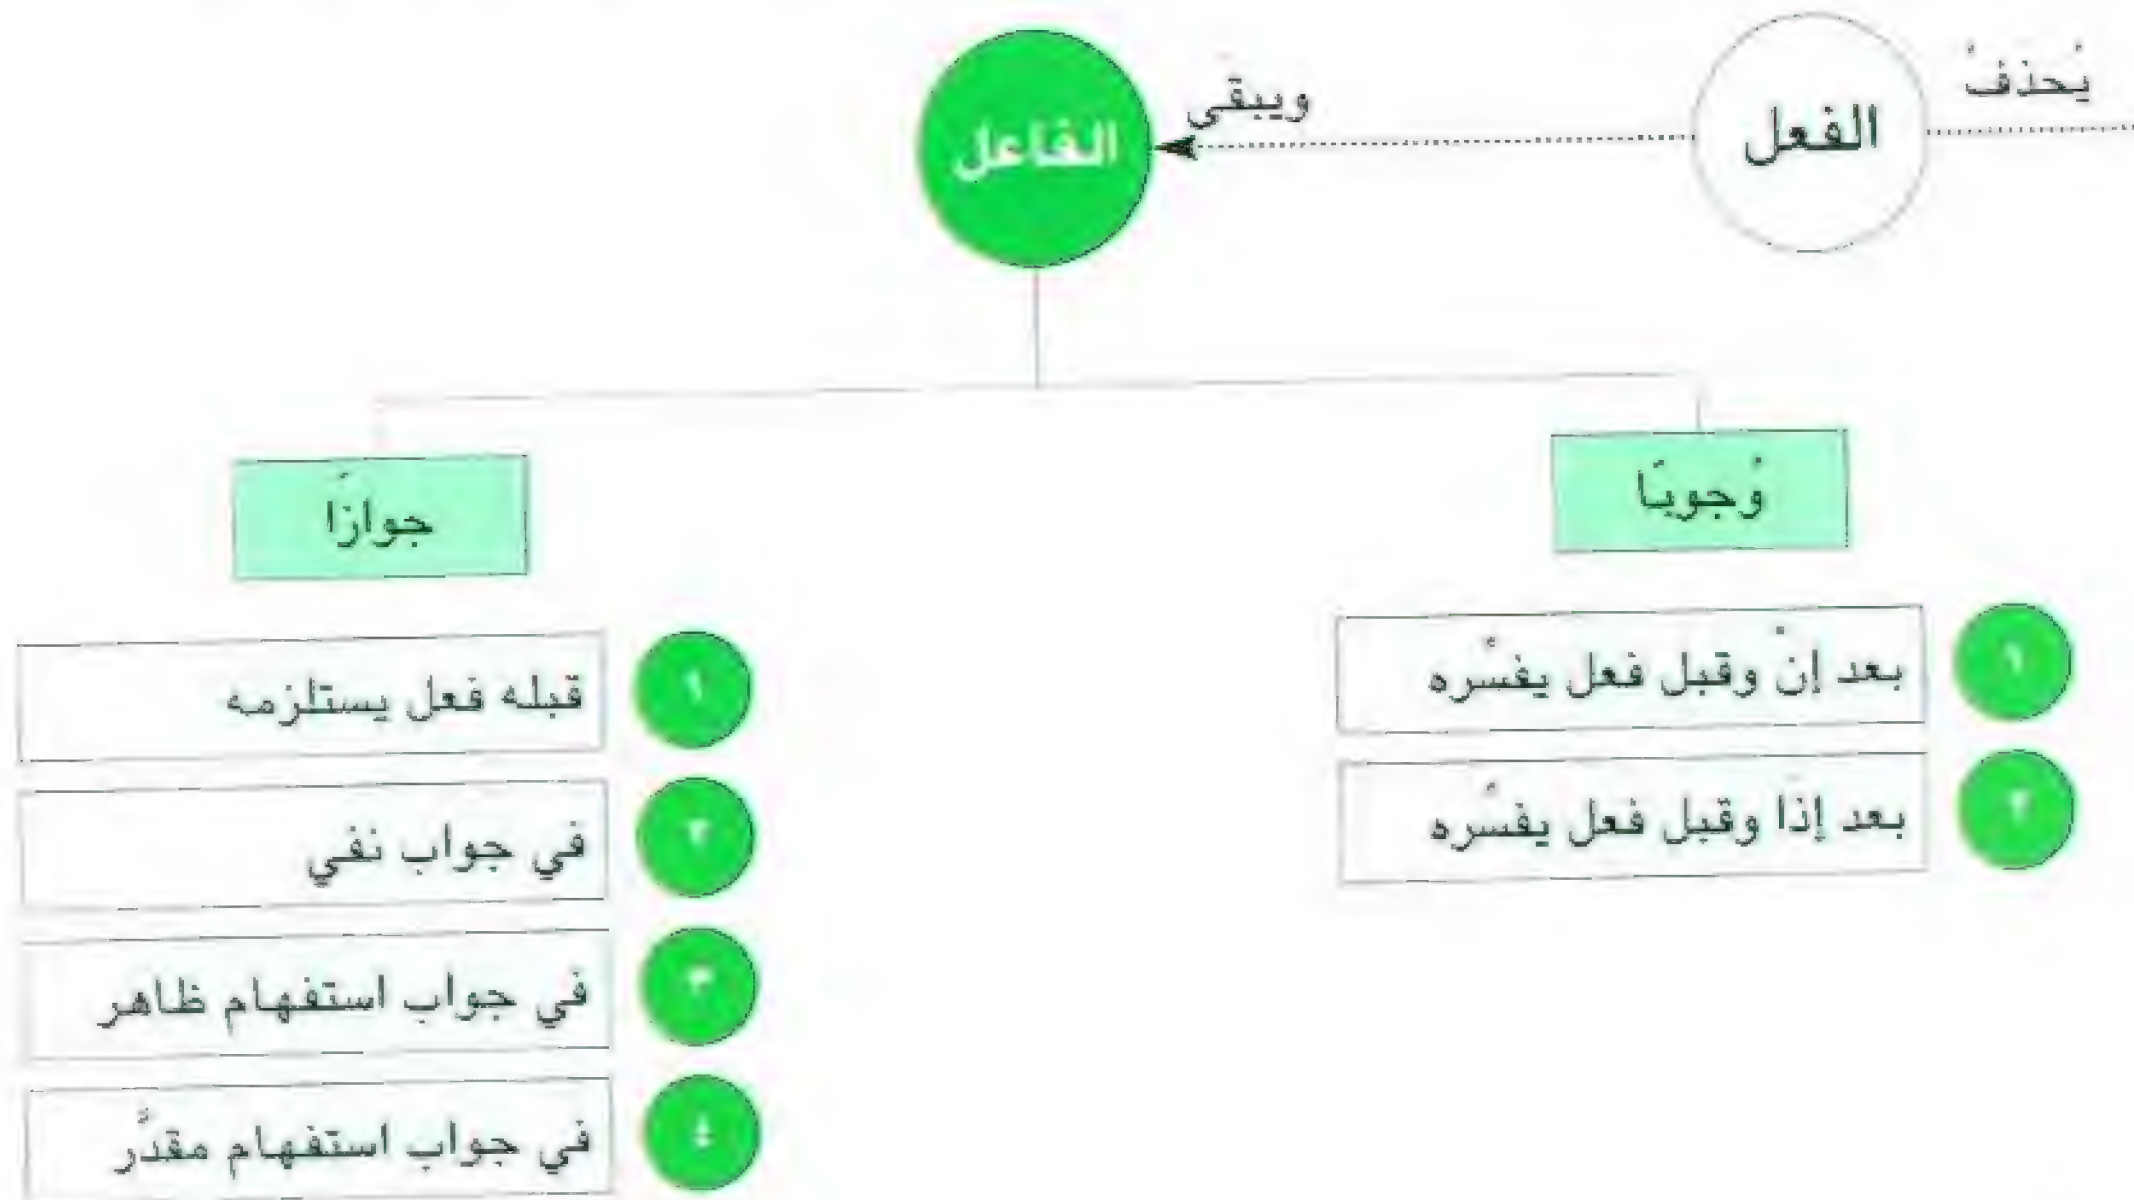 يُحذفُ
الفعل
ويبقى
الفاعل
وُجوبًا
١
بعد إنْ وقبل فعل يفسّره
٢
بعد إذا وقبل فعل يفسّره
جوازًا
١
قبله فعل يستلزمه
٢
في جواب نفي
٣
في جواب استفهام ظاهر
٤
في جواب استفهام مقدّر